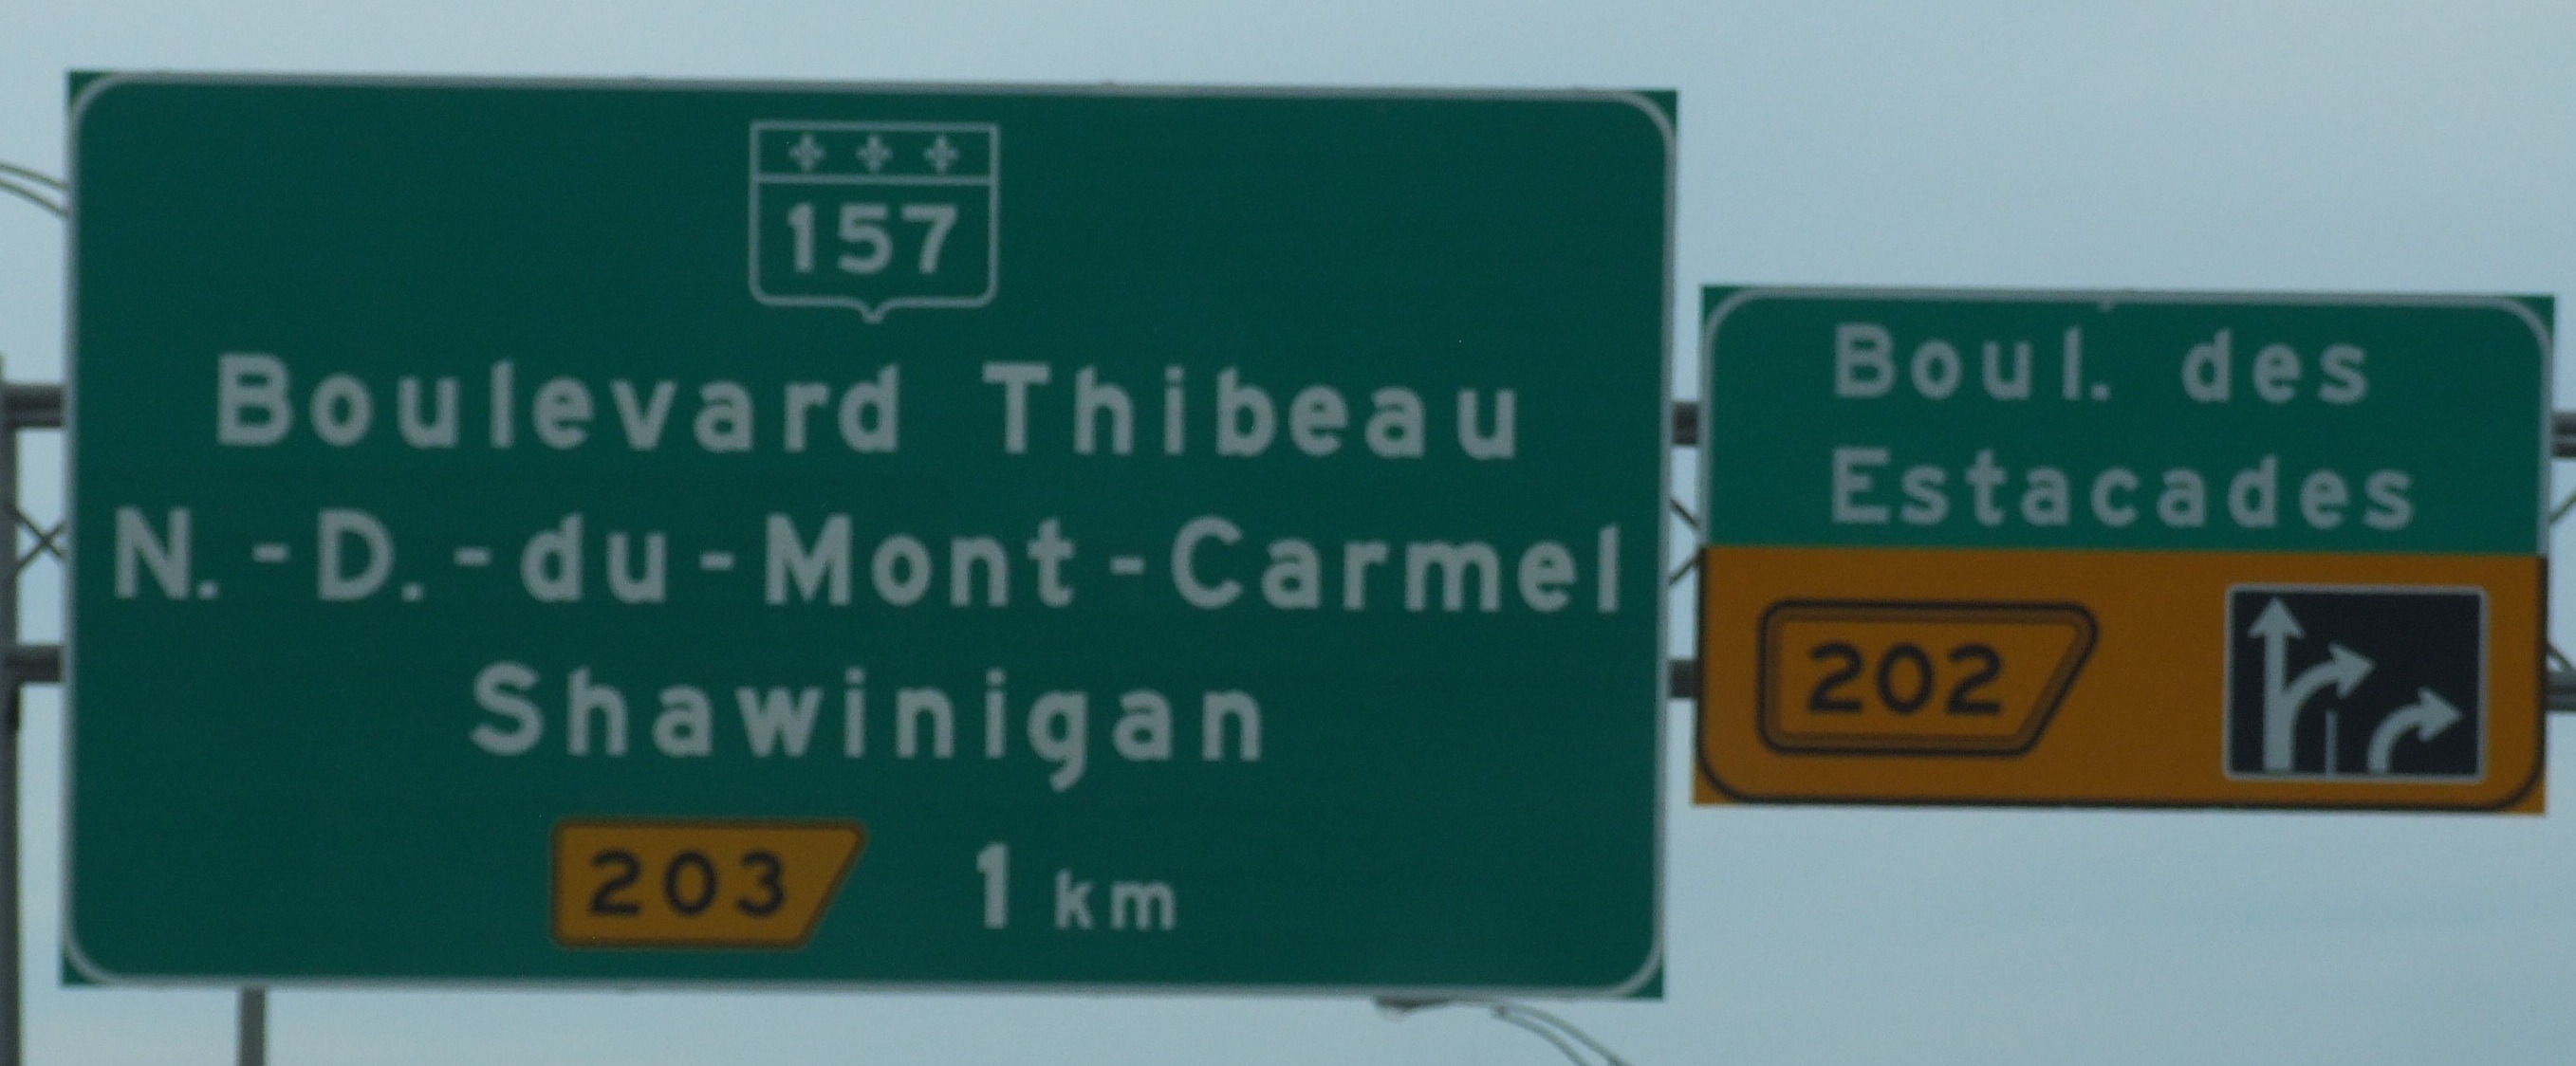 157
Boulevard Thibeau
N.-D.-du-Mont-Carmel
Shawinigan
203 1 km
Boul. des
Estacades
202